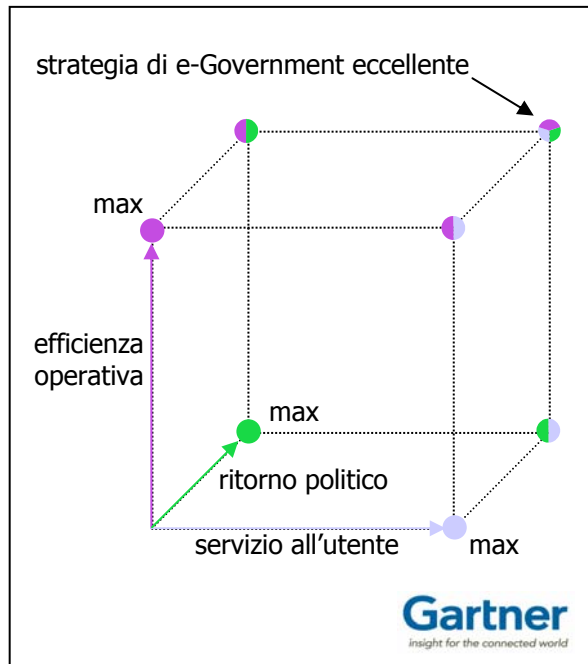 strategia di e-Government eccellente
max
efficienza
operativa
max
ritorno politico
servizio all'utente
max
Gartner
insight for the connected world